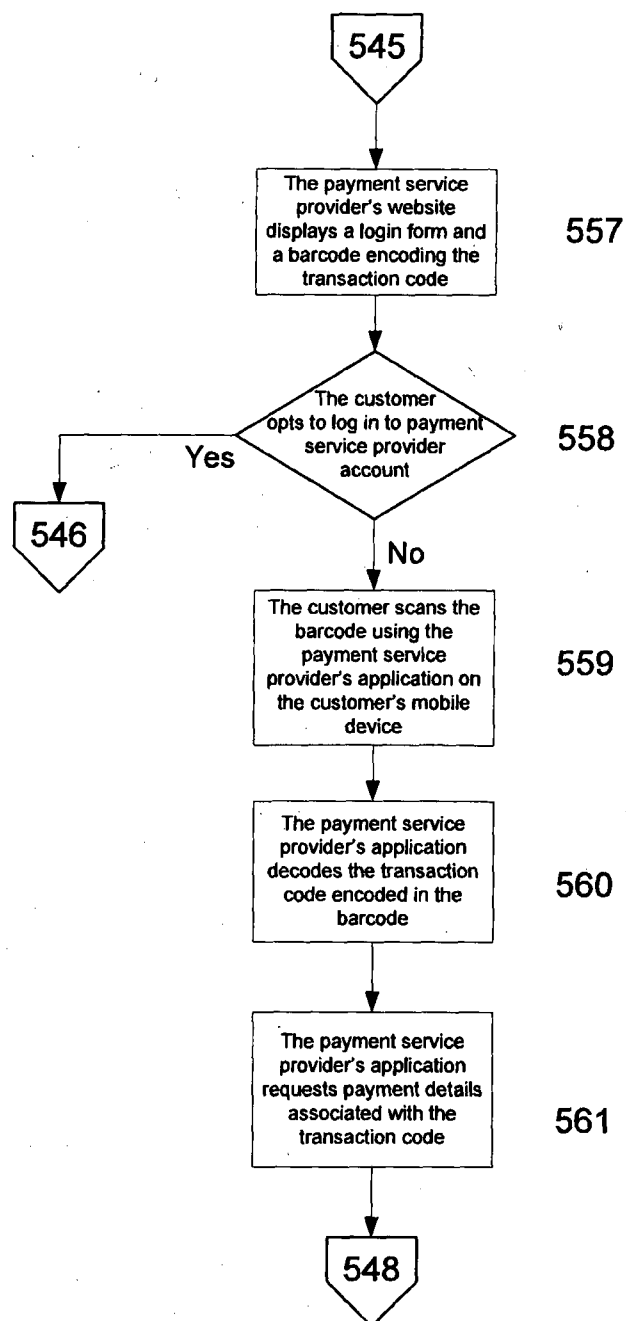 545
The payment service
provider's website
displays a login form and
a barcode encoding the
transaction code
557
The customer
opts to log in to payment
service provider
account
558
Yes
546
No
The customer scans the
barcode using the
payment service
provider's application on
the customer's mobile
device
559
The payment service
provider's application
decodes the transaction
code encoded in the
barcode
560
The payment service
provider's application
requests payment details
associated with the
transaction code
561
548